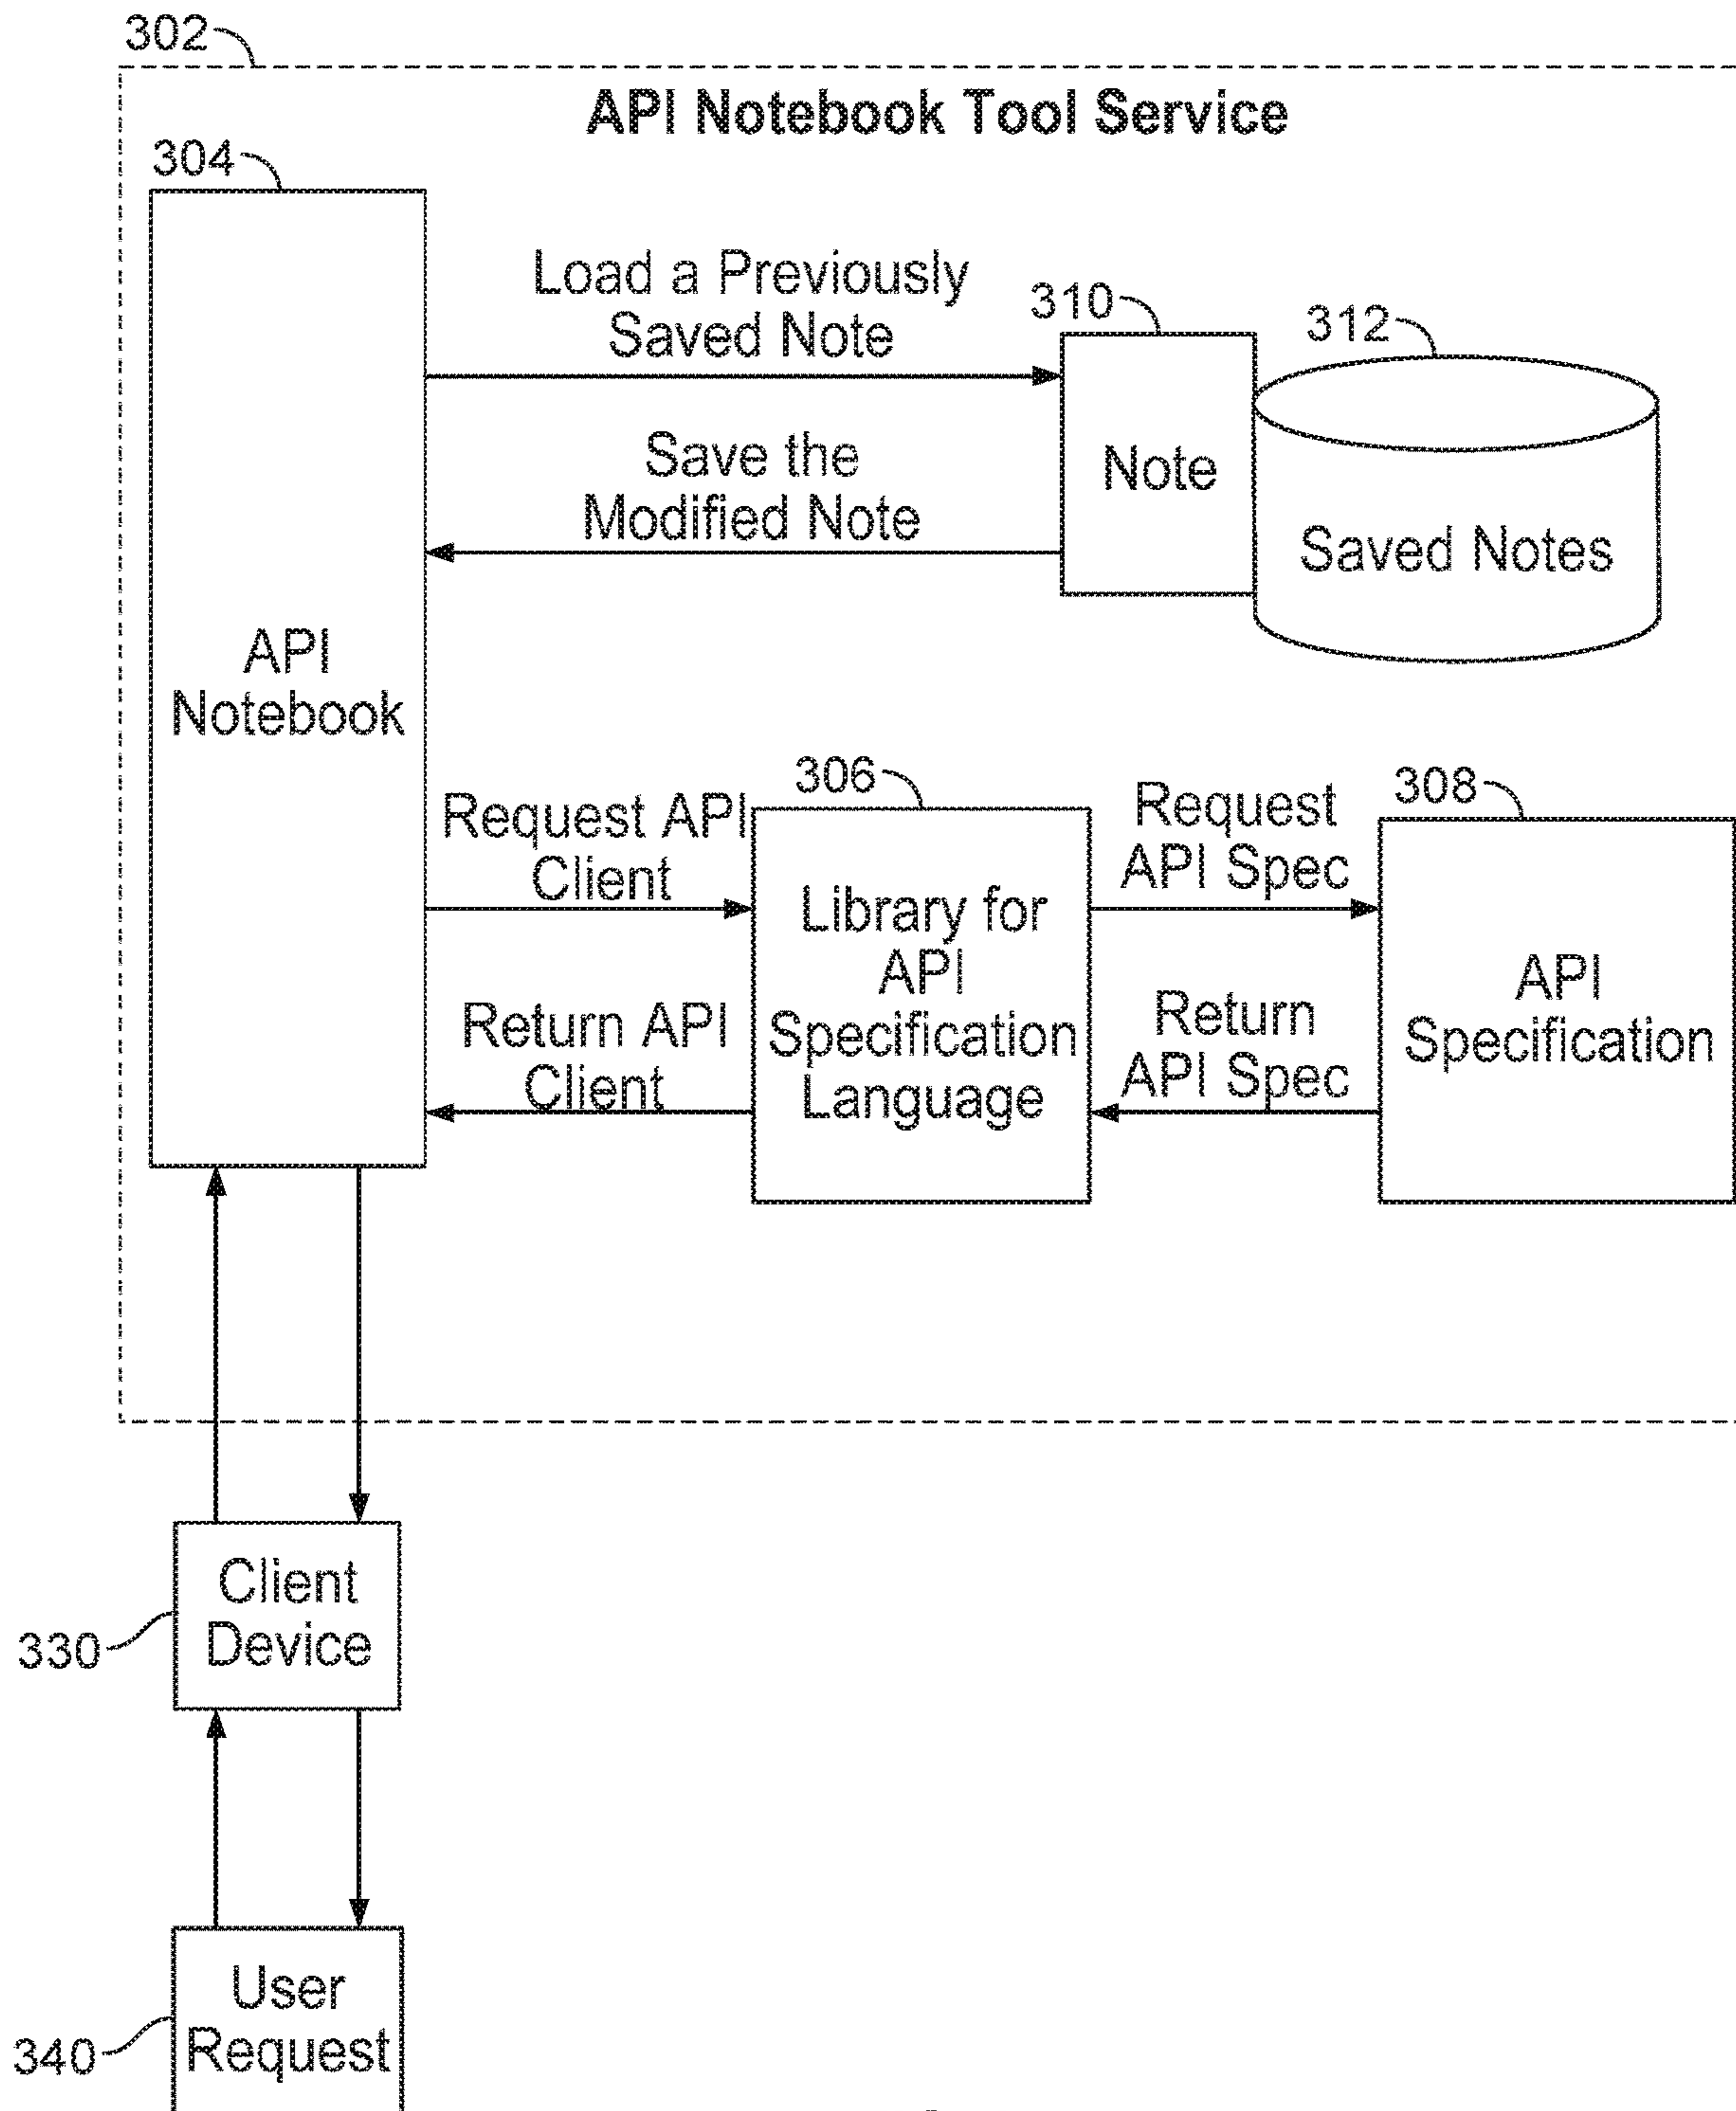 302
API Notebook Tool Service
304
Load a Previously
Saved Note
310
312
Save the
Modified Note
Note
Saved Notes
API
Notebook
306
308
Request API
Client
Request
API Spec
Library for
API
Specification
Language
API
Specification
Return API
Client
Return
API Spec
Client
Device
330
User
Request
340